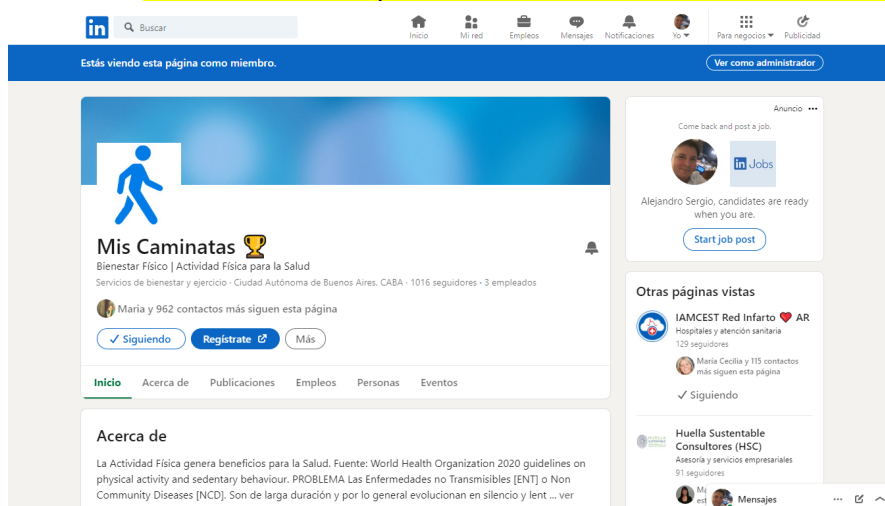 in
Buscar
Inicio
Mi red
Empleos
Mensajes
Notificaciones
Yo
Para negocios
Publicidad
Estás viendo esta página como miembro.
Ver como administrador
Mis Caminatas 🏆
Bienestar Físico | Actividad Física para la Salud
Servicios de bienestar y ejercicio · Ciudad Autónoma de Buenos Aires. CABA · 1016 seguidores · 3 empleados
Maria y 962 contactos más siguen esta página
✓ Siguiendo
Regístrate
Más
Inicio
Acerca de
Publicaciones
Empleos
Personas
Eventos
Acerca de
La Actividad Física genera beneficios para la Salud. Fuente: World Health Organization 2020 guidelines on
physical activity and sedentary behaviour. PROBLEMA Las Enfermedades no Transmisibles [ENT] o Non
Community Diseases [NCD]. Son de larga duración y por lo general evolucionan en silencio y lent ... ver
Anuncio ···
Come back and post a job.
in Jobs
Alejandro Sergio, candidates are ready
when you are.
Start job post
Otras páginas vistas
IAMCEST Red Infarto ❤ AR
Hospitales y atención sanitaria
129 seguidores
María Cecilia y 115 contactos
más siguen esta página
✓ Siguiendo
Huella Sustentable
Consultores (HSC)
Asesoría y servicios empresariales
91 seguidores
Mensajes